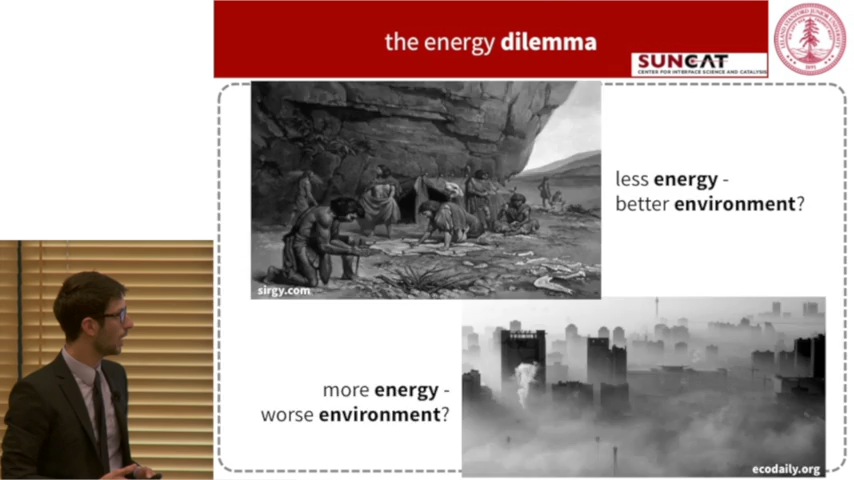 the energy dilemma
SUNCAT
CENTER FOR INTERFACE SCIENCE AND CATALYSIS
less energy -
better environment?
sirgy.com
more energy -
worse environment?
ecodaily.org